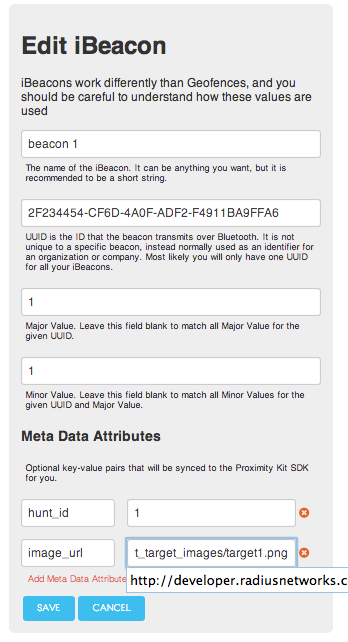 Edit iBeacon
iBeacons work differently than Geofences, and you
should be careful to understand how these values are
used
beacon 1
The name of the iBeacon. It can be anything you want, but it is
recommended to be a short string.
2F234454-CF6D-4A0F-ADF2-F4911BA9FFA6
UUID is the ID that the beacon transmits over Bluetooth. It is not
unique to a specific beacon, instead normally used as an identifier for
an organization or company. Most likely you will only have one UUID
for all your iBeacons.
1
Major Value. Leave this field blank to match all Major Value for the
given UUID.
1
Minor Value. Leave this field blank to match all Minor Values for the
given UUID and Major Value.
Meta Data Attributes
Optional key-value pairs that will be synced to the Proximity Kit SDK
for you.
hunt_id 1
image_url t_target_images/target1.png
Add Meta Data Attribute
http://developer.radiusnetworks.c
SAVE CANCEL